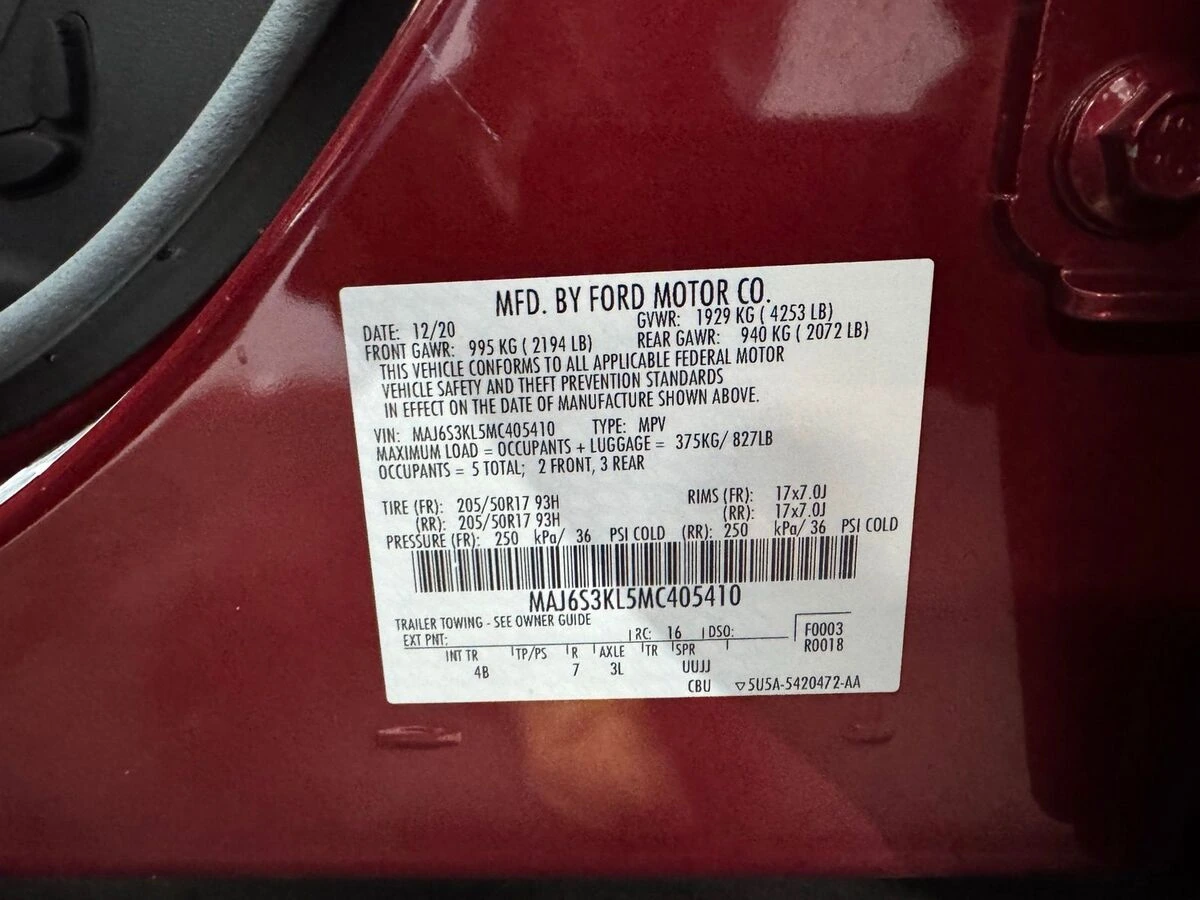 MFD. BY FORD MOTOR CO.
DATE: 12/20 GVWR: 1929 KG ( 4253 LB)
FRONT GAWR: 995 KG ( 2194 LB) REAR GAWR: 940 KG ( 2072 LB)
THIS VEHICLE CONFORMS TO ALL APPLICABLE FEDERAL MOTOR
VEHICLE SAFETY AND THEFT PREVENTION STANDARDS
IN EFFECT ON THE DATE OF MANUFACTURE SHOWN ABOVE.
VIN: MAJ6S3KL5MC405410 TYPE: MPV
MAXIMUM LOAD = OCCUPANTS + LUGGAGE = 375KG/ 827LB
OCCUPANTS = 5 TOTAL; 2 FRONT, 3 REAR
TIRE (FR): 205/50R17 93H RIMS (FR): 17x7.0J
(RR): 205/50R17 93H (RR): 17x7.0J
PRESSURE (FR): 250 kPa/ 36 PSI COLD (RR): 250 kPa/ 36 PSI COLD
MAJ6S3KL5MC405410
TRAILER TOWING - SEE OWNER GUIDE
EXT PNT: RC: 16 DSO: F0003
R0018
INT TR TP/PS R AXLE TR SPR
4B 7 3L UUJJ
CBU ▽5U5A-5420472-AA